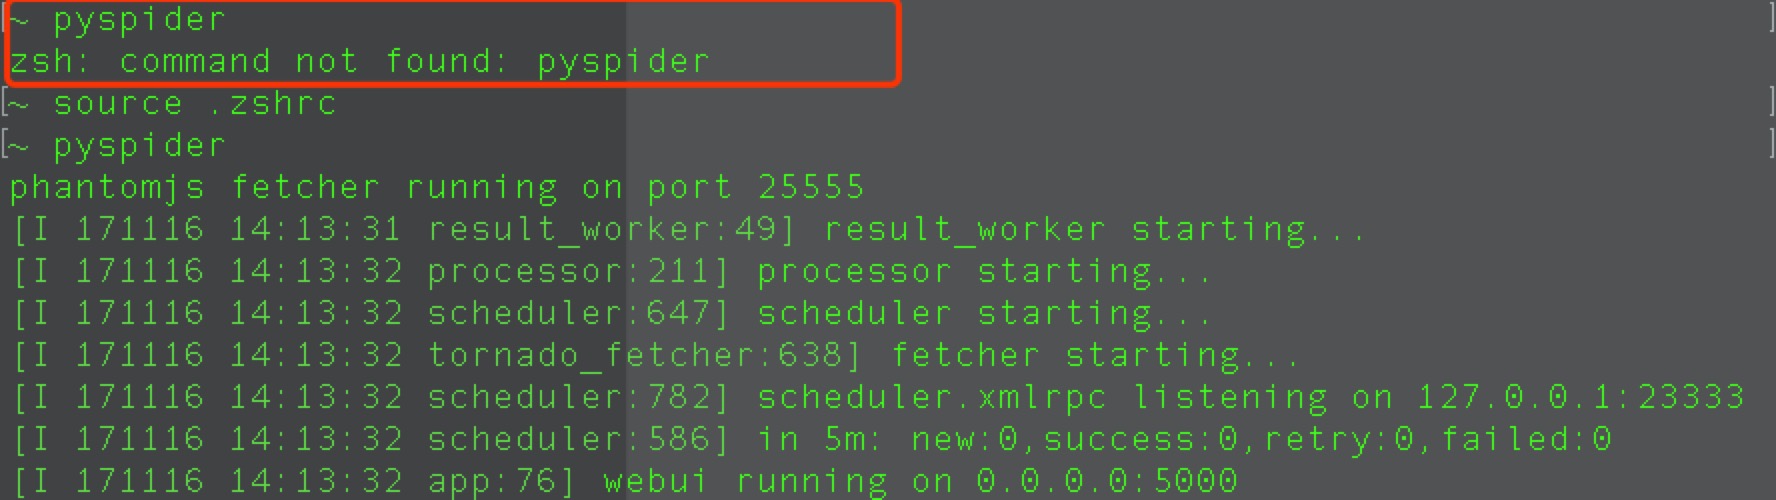 [~ pyspider ]
zsh: command not found: pyspider
[~ source .zshrc ]
[~ pyspider ]
phantomjs fetcher running on port 25555
[I 171116 14:13:31 result_worker:49] result_worker starting...
[I 171116 14:13:32 processor:211] processor starting...
[I 171116 14:13:32 scheduler:647] scheduler starting...
[I 171116 14:13:32 tornado_fetcher:638] fetcher starting...
[I 171116 14:13:32 scheduler:782] scheduler.xmlrpc listening on 127.0.0.1:23333
[I 171116 14:13:32 scheduler:586] in 5m: new:0,success:0,retry:0,failed:0
[I 171116 14:13:32 app:76] webui running on 0.0.0.0:5000